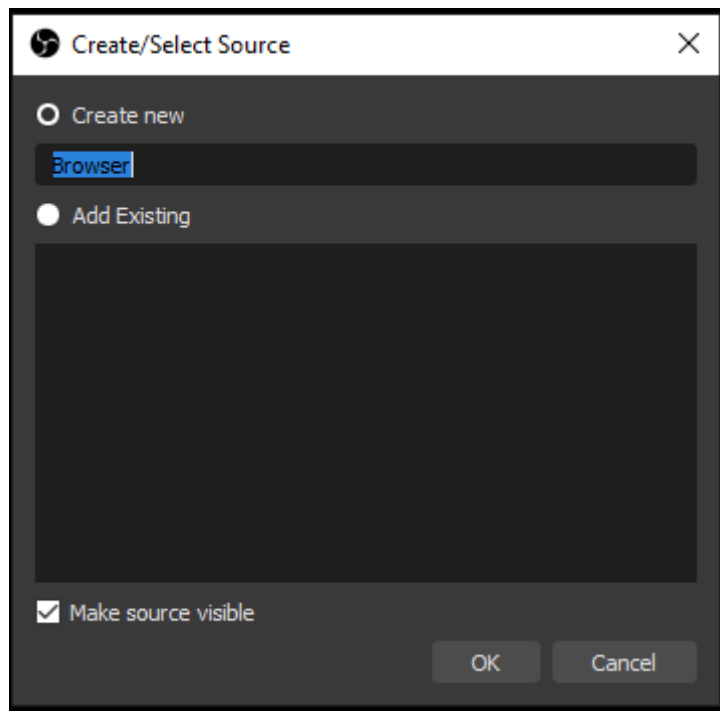 Create/Select Source
Create new
Browser
Add Existing
Make source visible
OK Cancel